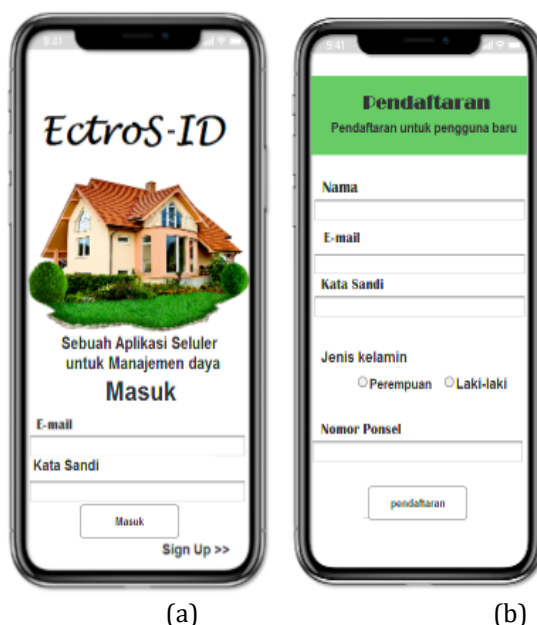 9:41
EctroS-ID
Sebuah Aplikasi Seluler
untuk Manajemen daya
Masuk
E-mail
Kata Sandi
Masuk
Sign Up >>
(a)
9:41
Pendaftaran
Pendaftaran untuk pengguna baru
Nama
E-mail
Kata Sandi
Jenis kelamin
Perempuan Laki-laki
Nomor Ponsel
pendaftaran
(b)